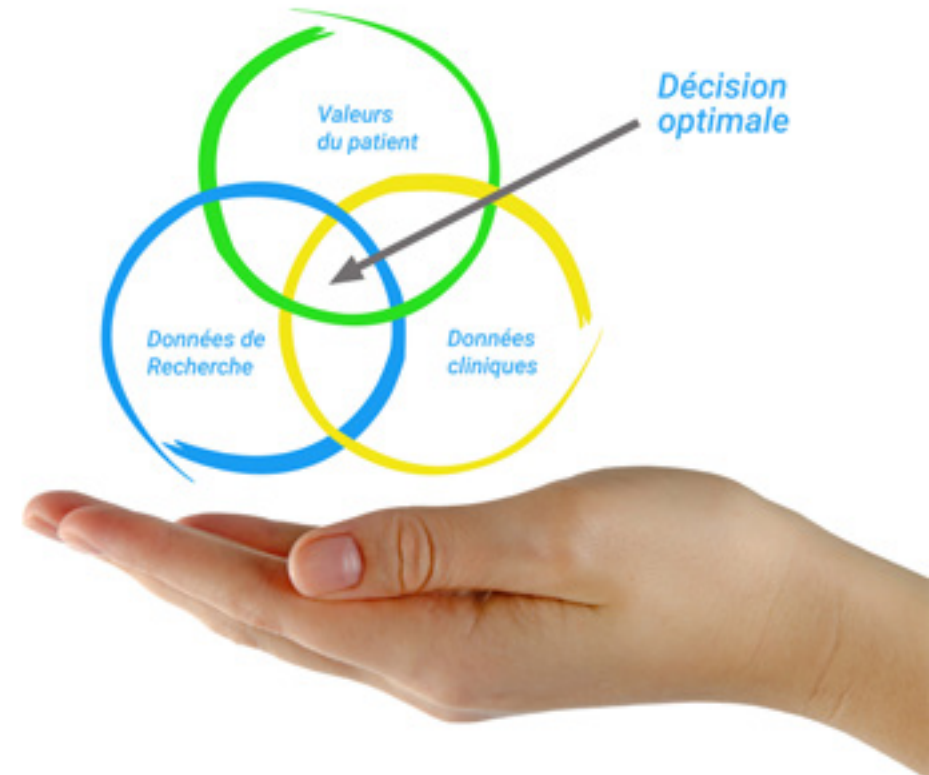 Décision
optimale
Valeurs
du patient
Données de
Recherche
Données
cliniques